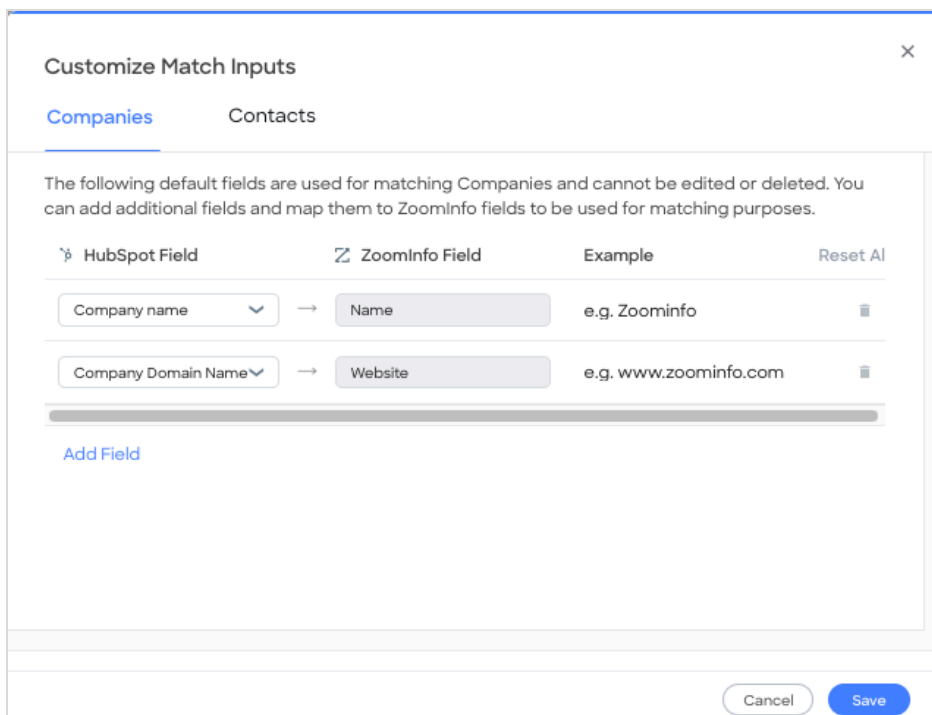 Customize Match Inputs
Companies Contacts
The following default fields are used for matching Companies and cannot be edited or deleted. You
can add additional fields and map them to ZoomInfo fields to be used for matching purposes.
HubSpot Field ZoomInfo Field Example Reset Al
Company name Name e.g. Zoominfo
Company Domain Name Website e.g. www.zoominfo.com
Add Field
Cancel Save